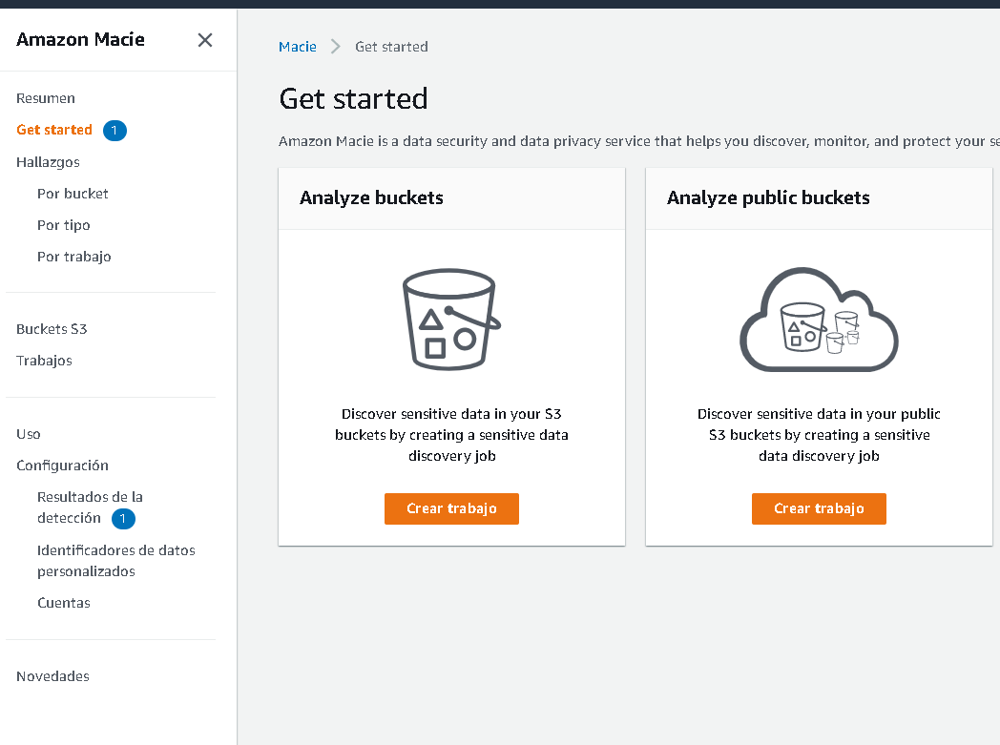 Amazon Macie
Resumen
Get started 1
Hallazgos
Por bucket
Por tipo
Por trabajo
Buckets S3
Trabajos
Uso
Configuración
Resultados de la
detección 1
Identificadores de datos
personalizados
Cuentas
Novedades
Macie > Get started
Get started
Amazon Macie is a data security and data privacy service that helps you discover, monitor, and protect your
Analyze buckets
Discover sensitive data in your S3
buckets by creating a sensitive data
discovery job
Crear trabajo
Analyze public buckets
Discover sensitive data in your public
S3 buckets by creating a sensitive
data discovery job
Crear trabajo